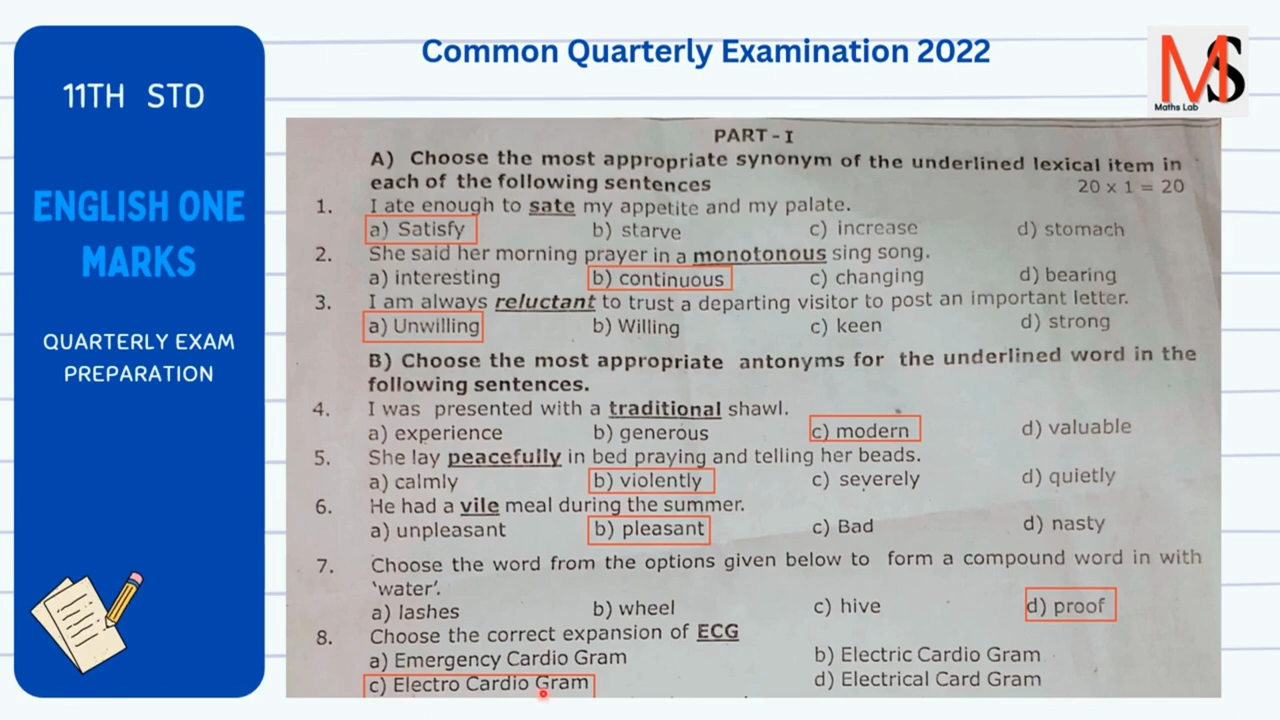 Common Quarterly Examination 2022
MS
Maths Lab
11TH STD
ENGLISH ONE
MARKS
QUARTERLY EXAM
PREPARATION
PART - I
A) Choose the most appropriate synonym of the underlined lexical item in
each of the following sentences 20 x 1 = 20
1. I ate enough to sate my appetite and my palate.
a) Satisfy b) starve c) increase d) stomach
2. She said her morning prayer in a monotonous sing song.
a) interesting b) continuous c) changing d) bearing
3. I am always reluctant to trust a departing visitor to post an important letter.
a) Unwilling b) Willing c) keen d) strong
B) Choose the most appropriate antonyms for the underlined word in the
following sentences.
4. I was presented with a traditional shawl.
a) experience b) generous c) modern d) valuable
5. She lay peacefully in bed praying and telling her beads.
a) calmly b) violently c) severely d) quietly
6. He had a vile meal during the summer.
a) unpleasant b) pleasant c) Bad d) nasty
7. Choose the word from the options given below to form a compound word in with
'water'.
a) lashes b) wheel c) hive d) proof
8. Choose the correct expansion of ECG
a) Emergency Cardio Gram b) Electric Cardio Gram
c) Electro Cardio Gram d) Electrical Card Gram